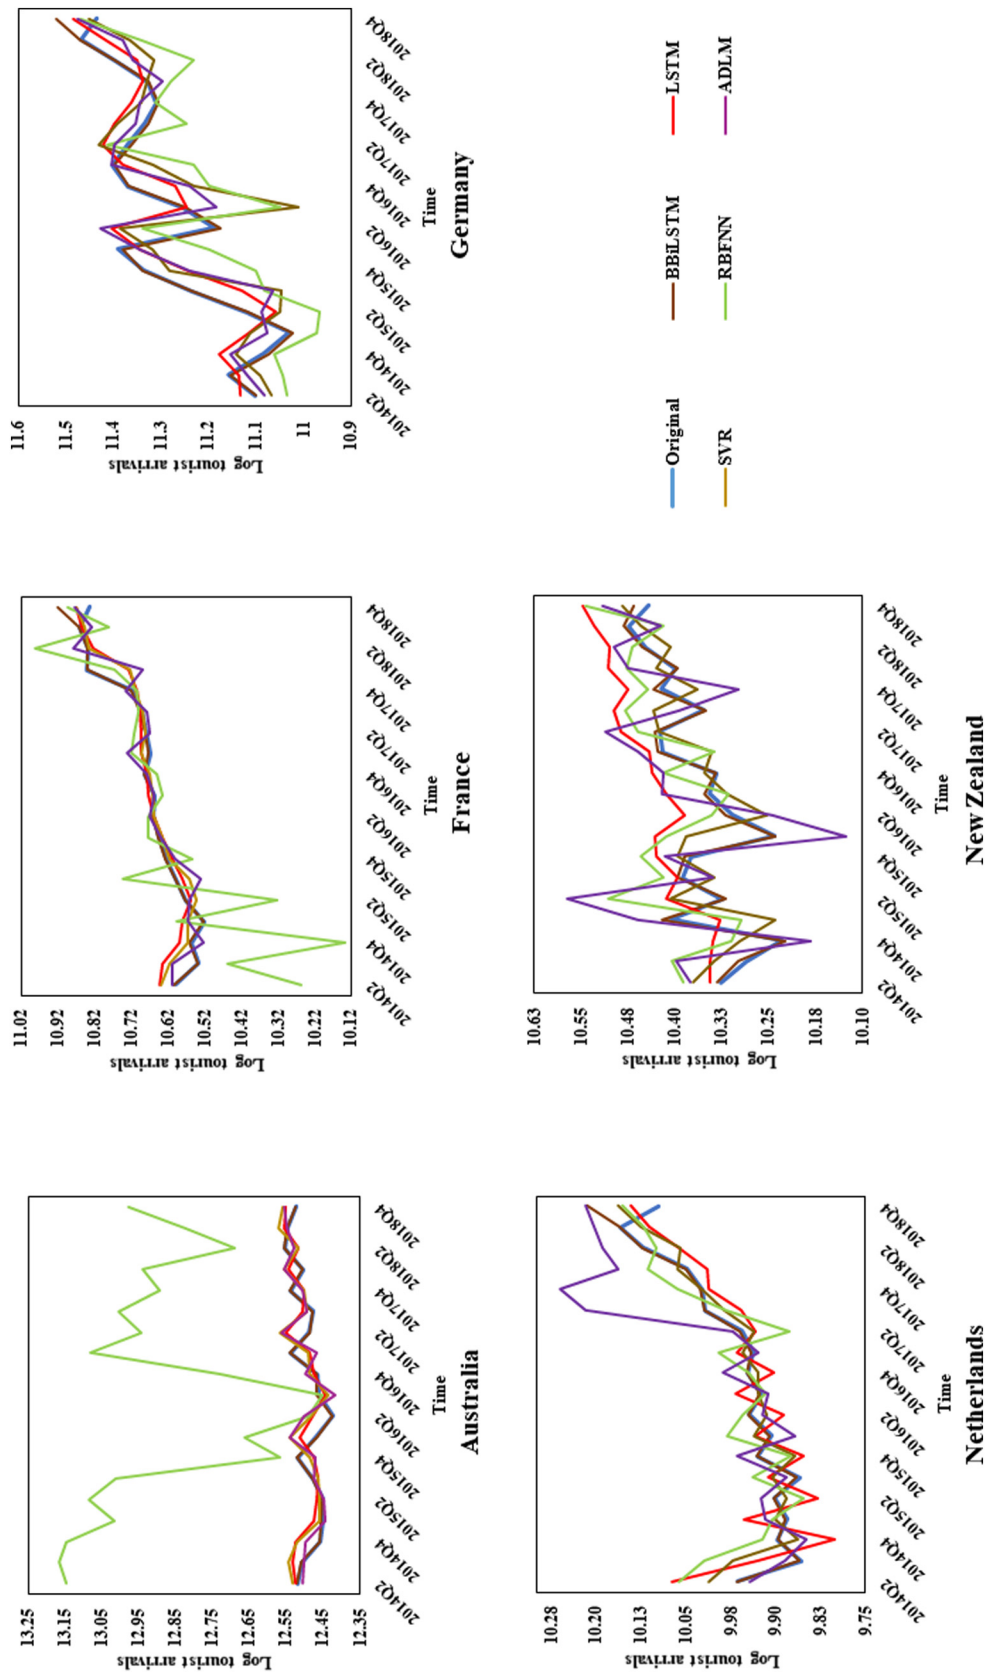 13.25
13.15
13.05
12.95
12.85
12.75
12.65
12.55
12.45
12.35
Log tourist arrivals
2014Q2
2014Q4
2015Q2
2015Q4
2016Q2
2016Q4
2017Q2
2017Q4
2018Q2
2018Q4
Time
Australia
11.02
10.92
10.82
10.72
10.62
10.52
10.42
10.32
10.22
10.12
Log tourist arrivals
2014Q2
2014Q4
2015Q2
2015Q4
2016Q2
2016Q4
2017Q2
2017Q4
2018Q2
2018Q4
Time
France
11.6
11.5
11.4
11.3
11.2
11.1
11
10.9
Log tourist arrivals
2014Q2
2014Q4
2015Q2
2015Q4
2016Q2
2016Q4
2017Q2
2017Q4
2018Q2
2018Q4
Time
Germany
10.28
10.20
10.13
10.05
9.98
9.90
9.83
9.75
Log tourist arrivals
2014Q2
2014Q4
2015Q2
2015Q4
2016Q2
2016Q4
2017Q2
2017Q4
2018Q2
2018Q4
Time
Netherlands
10.63
10.55
10.48
10.40
10.33
10.25
10.18
10.10
Log tourist arrivals
2014Q2
2014Q4
2015Q2
2015Q4
2016Q2
2016Q4
2017Q2
2017Q4
2018Q2
2018Q4
Time
New Zealand
Original BBiLSTM LSTM
SVR RBFNN ADLM